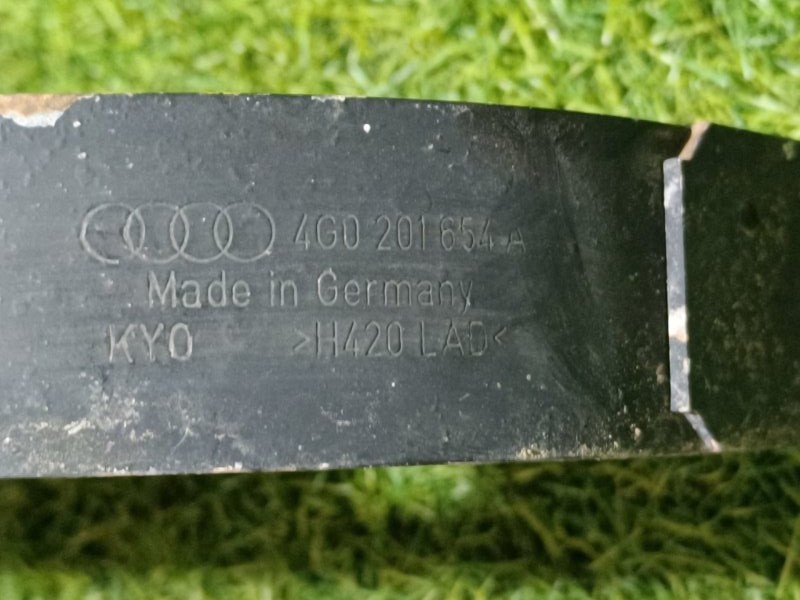 4G0 201 654 A
Made in Germany
KYO >H420 LAD<